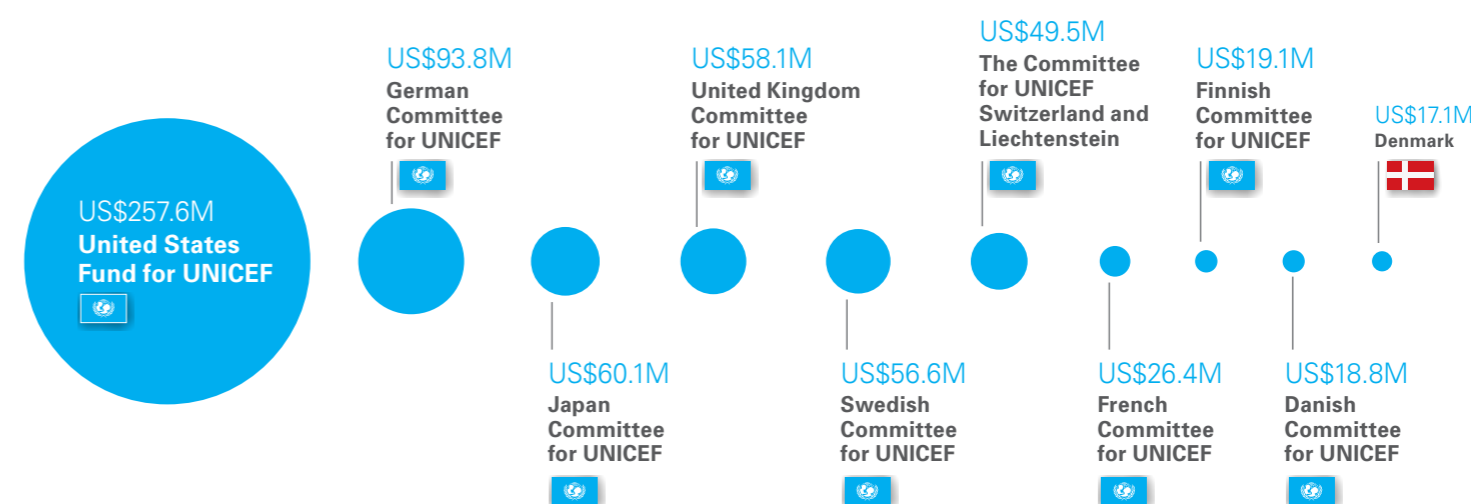 US$257.6M
United States
Fund for UNICEF
US$93.8M
German
Committee
for UNICEF
US$60.1M
Japan
Committee
for UNICEF
US$58.1M
United Kingdom
Committee
for UNICEF
US$56.6M
Swedish
Committee
for UNICEF
US$49.5M
The Committee
for UNICEF
Switzerland and
Liechtenstein
US$26.4M
French
Committee
for UNICEF
US$19.1M
Finnish
Committee
for UNICEF
US$18.8M
Danish
Committee
for UNICEF
US$17.1M
Denmark